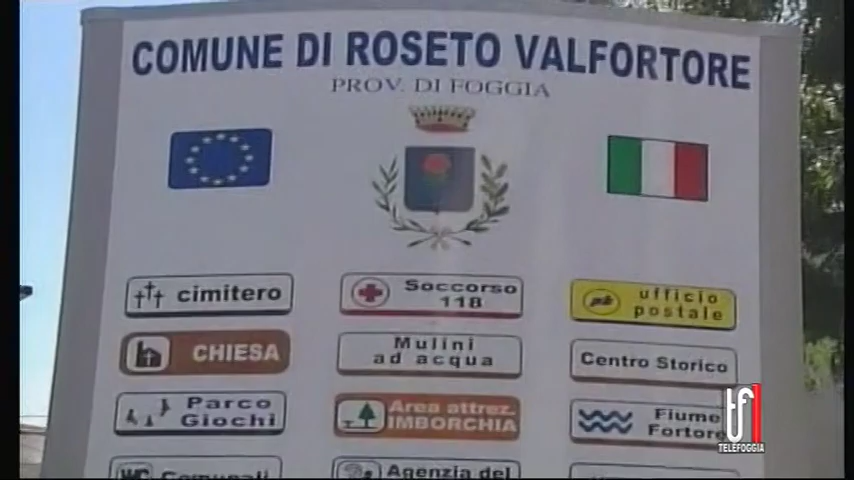 COMUNE DI ROSETO VALFORTORE
PROV. DI FOGGIA
cimitero
Soccorso
118
ufficio
postale
CHIESA
Mulini
ad acqua
Centro Storico
Parco
Giochi
Area attrez.
IMBORCHIA
Fiume
Fortore
WC Comunali
Agenzia del
TELEFOGGIA